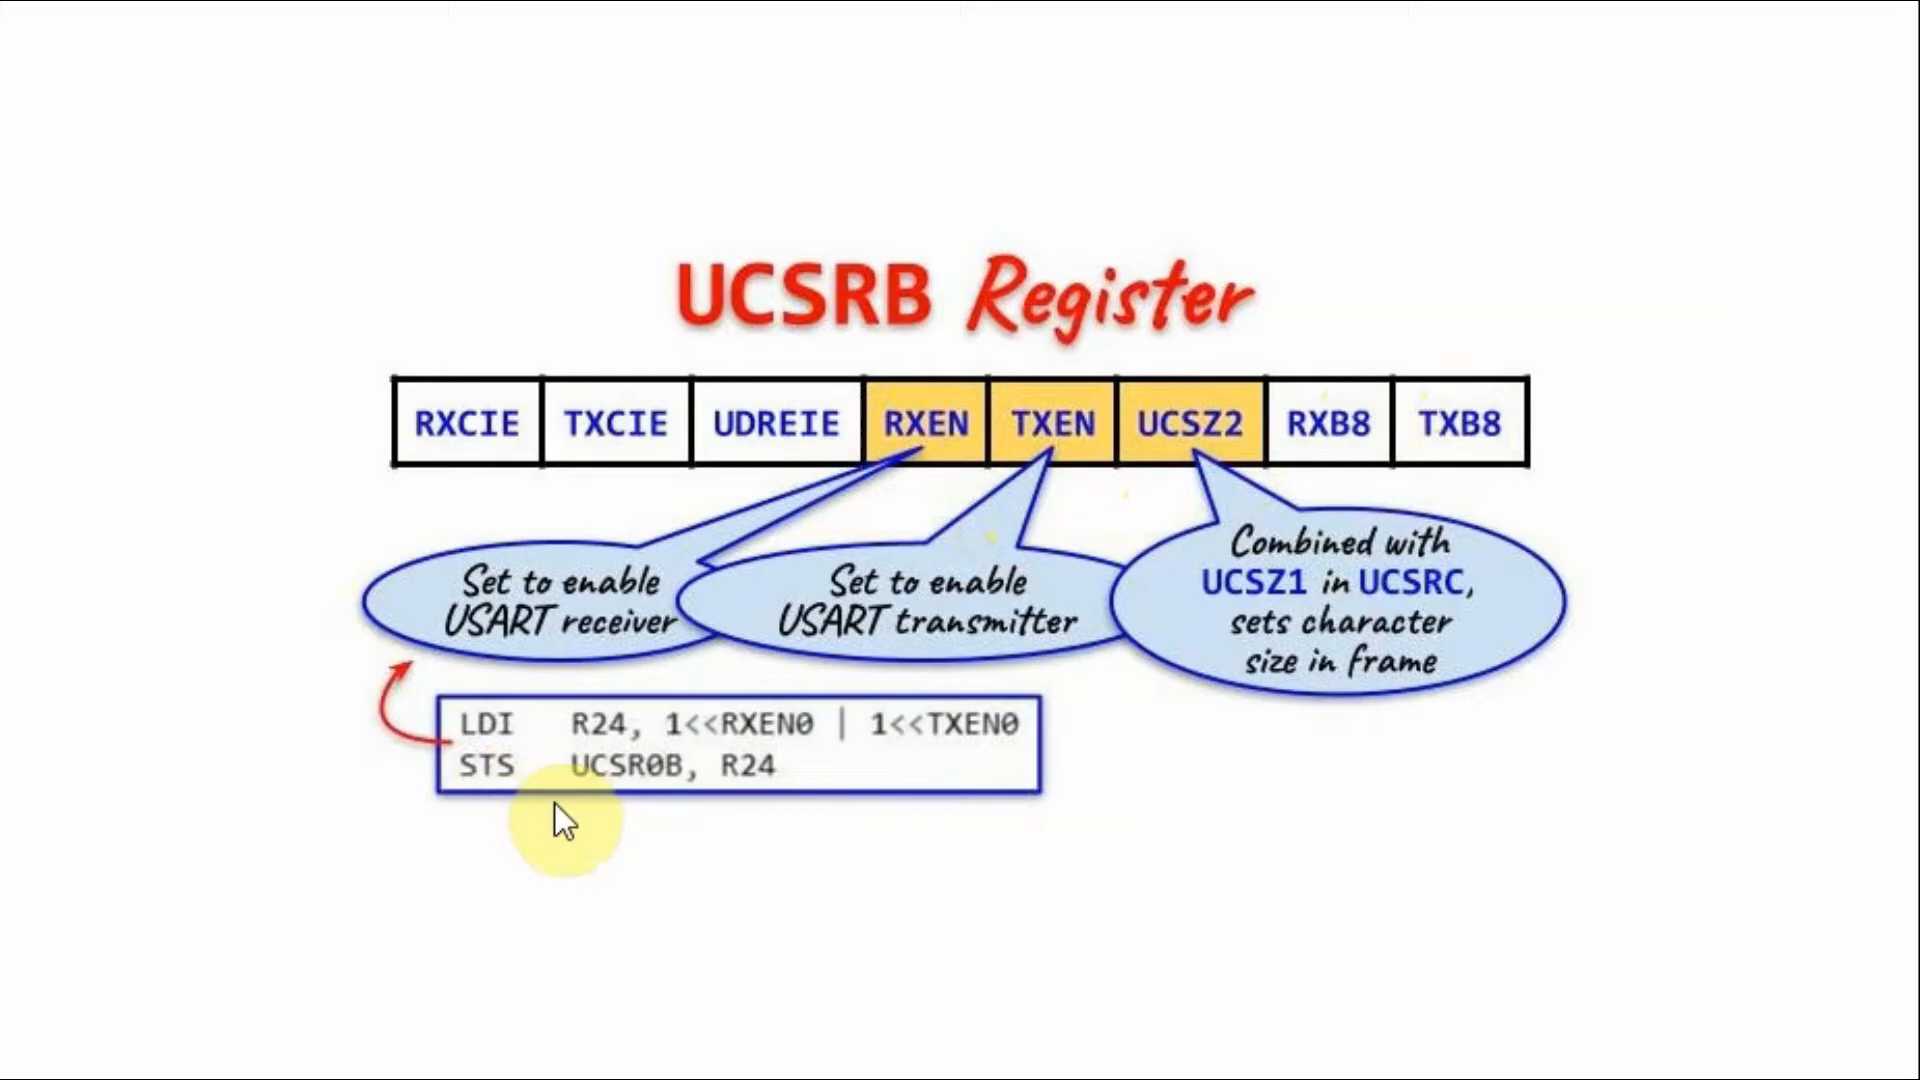 UCSRB Register
RXCIE TXCIE UDREIE RXEN TXEN UCSZ2 RXB8 TXB8
Set to enable
USART receiver
Set to enable
USART transmitter
Combined with
UCSZ1 in UCSRC,
sets character
size in frame
LDI R24, 1<<RXEN0 | 1<<TXEN0
STS UCSR0B, R24